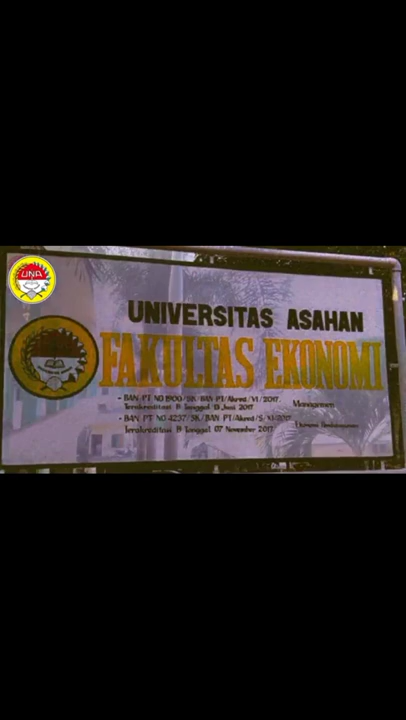 UNA
UNIVERSITAS ASAHAN
FAKULTAS EKONOMI
- BAN PT NO 1900/SK/BAN PT/Akred/VI/2017. Manajemen
Terakreditasi B Tanggal 13 Juni 2017
- BAN PT NO 4237/SK/BAN PT/Akred/S/XI/2017
Terakreditasi B Tanggal 07 November 2017